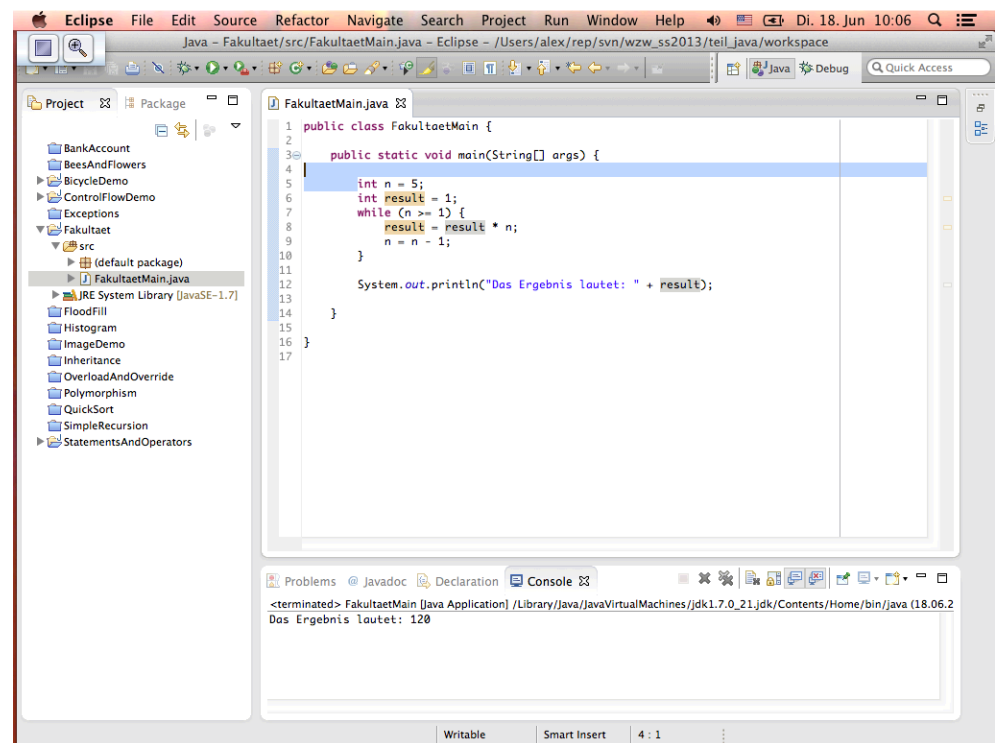 Eclipse File Edit Source Refactor Navigate Search Project Run Window Help Di. 18. Jun 10:06
Java – Fakultaet/src/FakultaetMain.java – Eclipse – /Users/alex/rep/svn/wzw_ss2013/teil_java/workspace
Java Debug Quick Access
Project Package
BankAccount
BeesAndFlowers
BicycleDemo
ControlFlowDemo
Exceptions
Fakultaet
src
(default package)
FakultaetMain.java
JRE System Library [JavaSE-1.7]
FloodFill
Histogram
ImageDemo
Inheritance
OverloadAndOverride
Polymorphism
QuickSort
SimpleRecursion
StatementsAndOperators
FakultaetMain.java
1 public class FakultaetMain {
2
3     public static void main(String[] args) {
4
5         int n = 5;
6         int result = 1;
7         while (n >= 1) {
8             result = result * n;
9             n = n - 1;
10         }
11
12         System.out.println("Das Ergebnis lautet: " + result);
13
14     }
15
16 }
17
Problems @ Javadoc Declaration Console
<terminated> FakultaetMain [Java Application] /Library/Java/JavaVirtualMachines/jdk1.7.0_21.jdk/Contents/Home/bin/java (18.06.2
Das Ergebnis lautet: 120
Writable Smart Insert 4 : 1